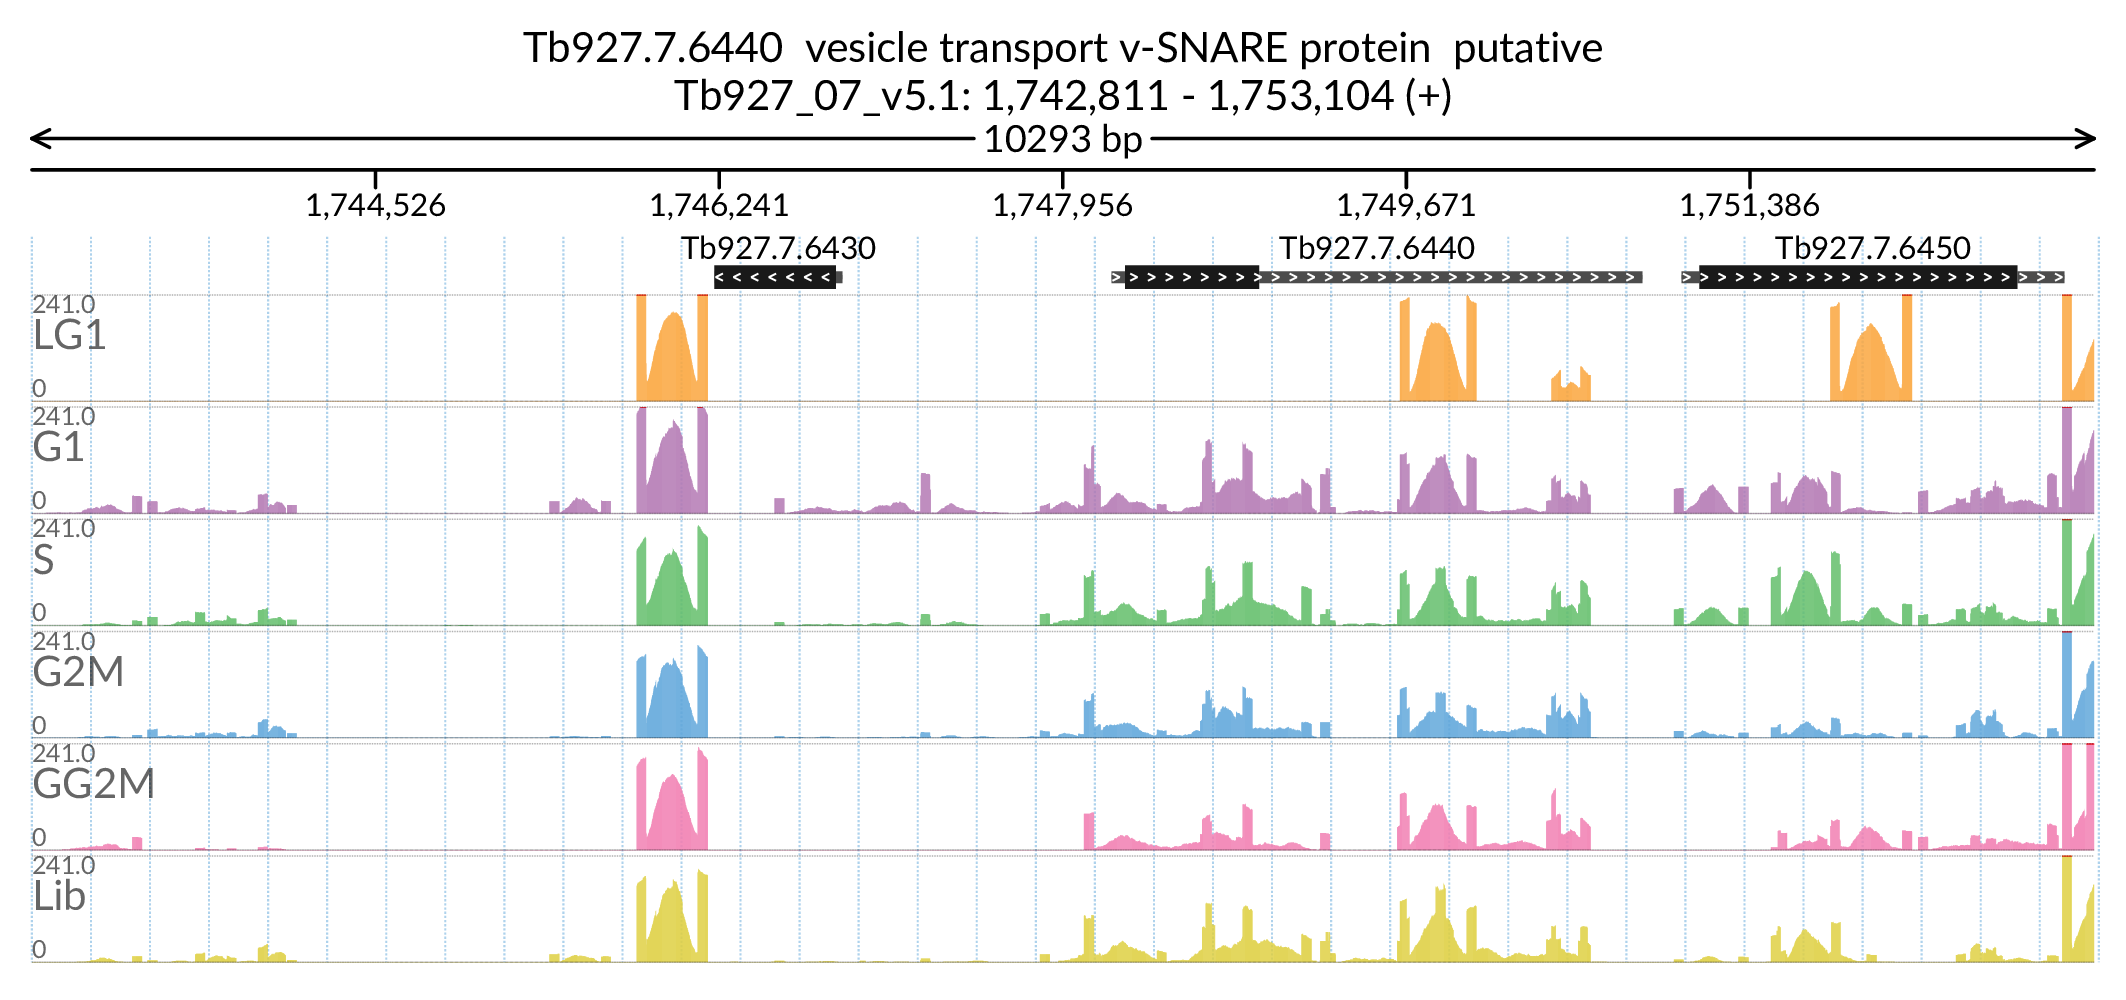 Tb927.7.6440  vesicle transport v-SNARE protein  putative
Tb927_07_v5.1: 1,742,811 - 1,753,104 (+)
10293 bp
1,744,526 1,746,241 1,747,956 1,749,671 1,751,386
Tb927.7.6430 Tb927.7.6440 Tb927.7.6450
241.0
LG1
0
241.0
G1
0
241.0
S
0
241.0
G2M
0
241.0
GG2M
0
241.0
Lib
0